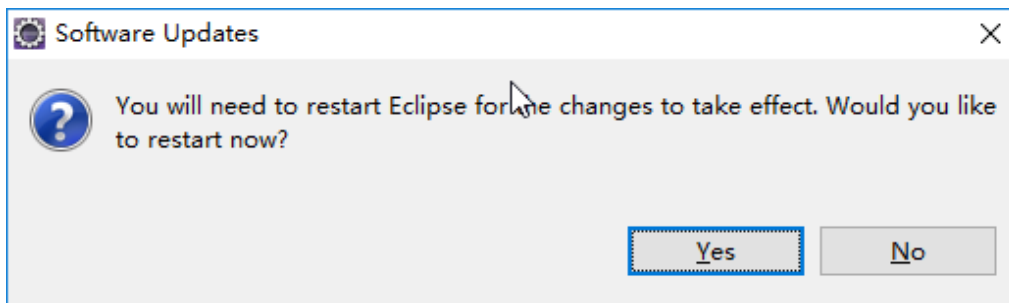 Software Updates
You will need to restart Eclipse for the changes to take effect. Would you like
to restart now?
Yes
No